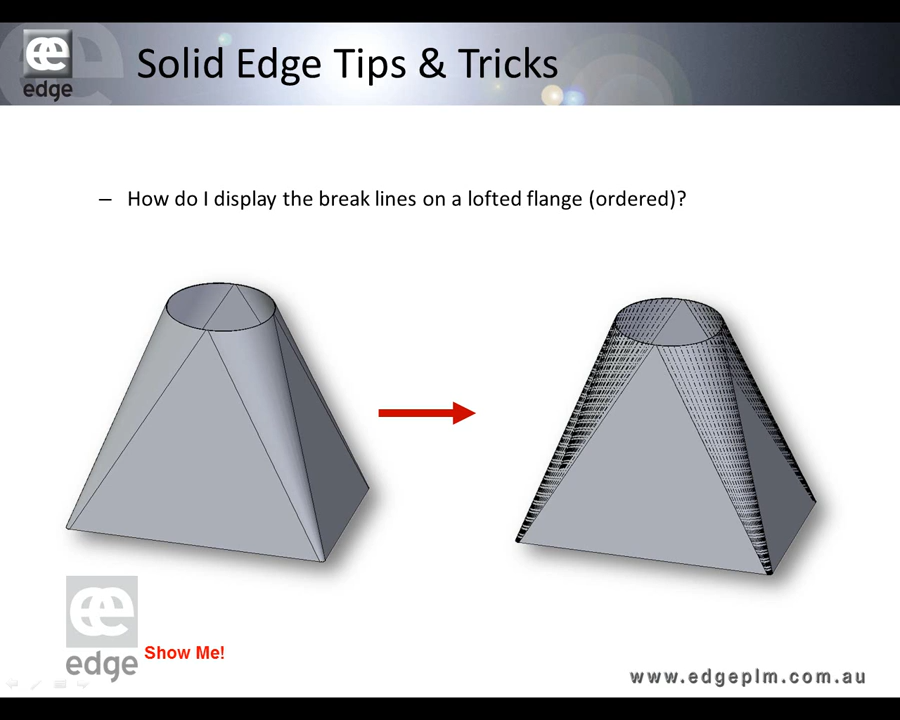 Solid Edge Tips & Tricks
edge
– How do I display the break lines on a lofted flange (ordered)?
edge
Show Me!
www.edgeplm.com.au